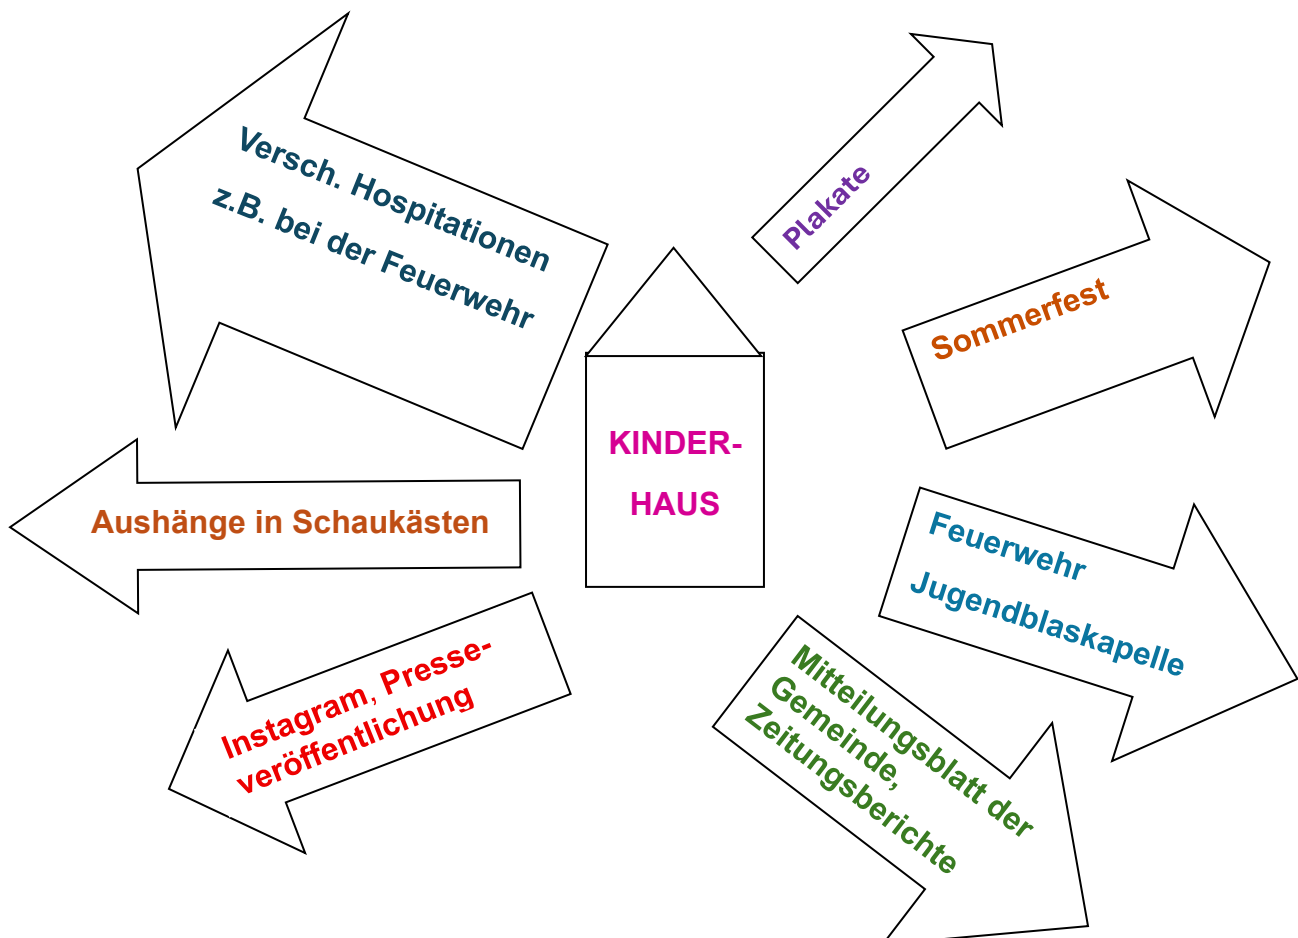 Versch. Hospitationen
z.B. bei der Feuerwehr
Plakate
Sommerfest
KINDER-
HAUS
Aushänge in Schaukästen
Feuerwehr
Jugendblaskapelle
Instagram, Presse-
veröffentlichung
Mitteilungsblatt der
Gemeinde,
Zeitungsberichte